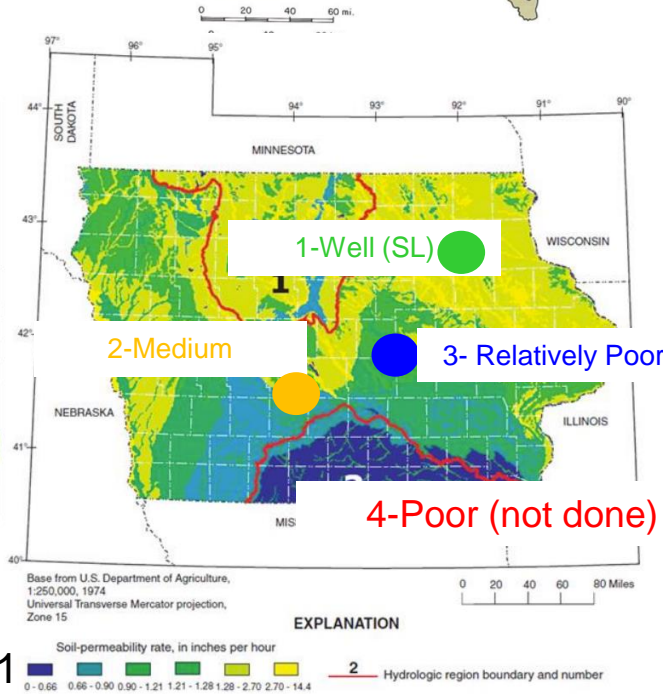 0 20 40 60 mi.
97° 96° 95°
44° 94° 93° 92° 91° 90°
SOUTH
DAKOTA
MINNESOTA
43°
1-Well (SL)
WISCONSIN
1
42°
2-Medium
3- Relatively Poor
NEBRASKA
ILLINOIS
41°
4-Poor (not done)
MIS
40°
Base from U.S. Department of Agriculture,
1:250,000, 1974
Universal Transverse Mercator projection,
Zone 15
0 20 40 60 80 Miles
EXPLANATION
Soil-permeability rate, in inches per hour
1
2
Hydrologic region boundary and number
0 - 0.66 0.66 - 0.90 0.90 - 1.21 1.21 - 1.28 1.28 - 2.70 2.70 - 14.4